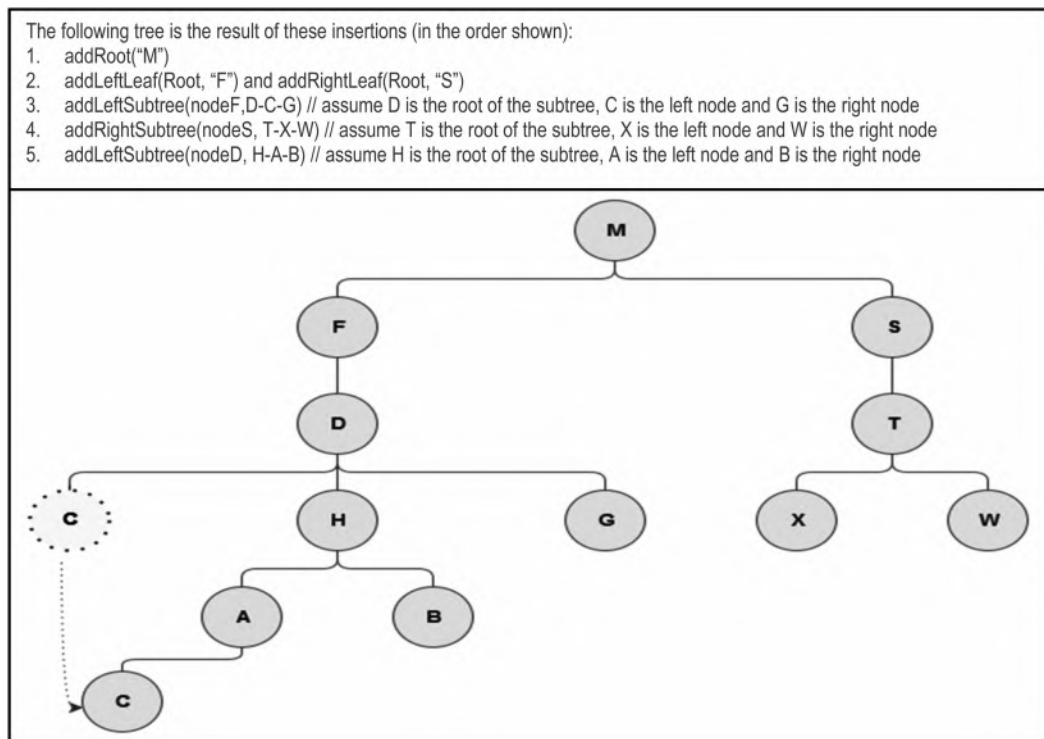 The following tree is the result of these insertions (in the order shown):
1. addRoot(“M”)
2. addLeftLeaf(Root, “F”) and addRightLeaf(Root, “S”)
3. addLeftSubtree(nodeF,D-C-G) // assume D is the root of the subtree, C is the left node and G is the right node
4. addRightSubtree(nodeS, T-X-W) // assume T is the root of the subtree, X is the left node and W is the right node
5. addLeftSubtree(nodeD, H-A-B) // assume H is the root of the subtree, A is the left node and B is the right node
M
F S
D T
C H G X W
A B
C